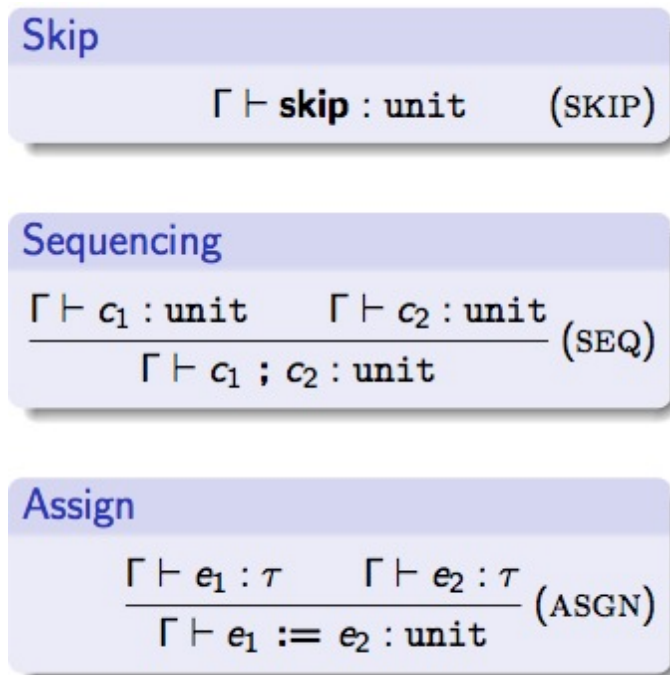 Skip
Γ ⊢ skip : unit (SKIP)
Sequencing
Γ ⊢ c₁ : unit Γ ⊢ c₂ : unit
(SEQ)
Γ ⊢ c₁ ; c₂ : unit
Assign
Γ ⊢ e₁ : τ Γ ⊢ e₂ : τ
(ASGN)
Γ ⊢ e₁ := e₂ : unit